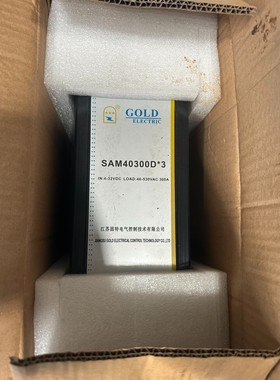 GOLD
ELECTRIC
SAM40300D*3
IN 4-32VDC LOAD 40-530VAC 300A
江苏固特电气控制技术有限公司
JIANGSU GOLD ELECTRICAL CONTROL TECHNOLOGY CO.,LTD